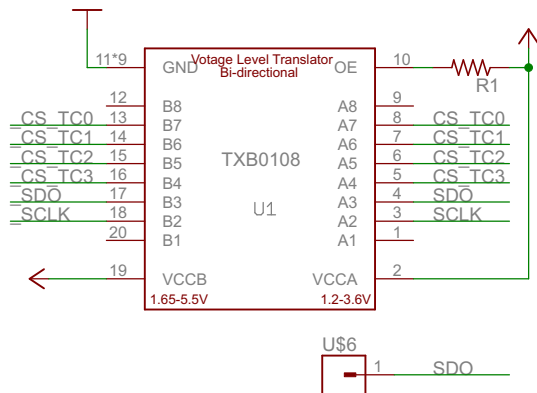 11*9 GND Votage Level Translator OE 10
Bi-directional
R1
12 B8 A8 9
_CS_TC0 13 B7 A7 8 CS_TC0
_CS_TC1 14 B6 A6 7 CS_TC1
_CS_TC2 15 B5 TXB0108 A5 6 CS_TC2
_CS_TC3 16 B4 A4 5 CS_TC3
_SDO 17 B3 A3 4 SDO
_SCLK 18 B2 U1 A2 3 SCLK
20 B1 A1 1
19 VCCB VCCA 2
1.65-5.5V 1.2-3.6V
U$6
1 SDO